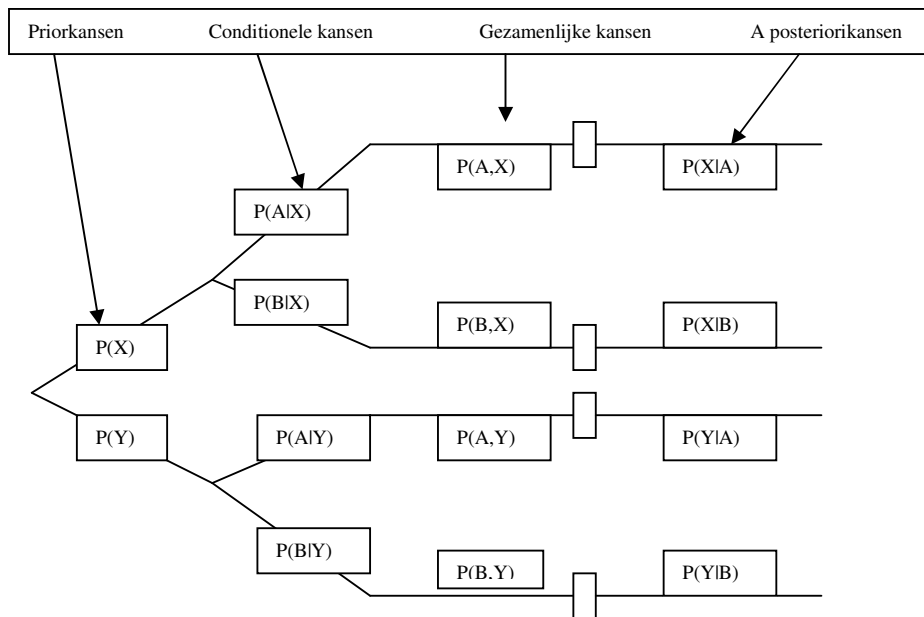 Priorkansen Conditionele kansen Gezamenlijke kansen A posteriorikansen
P(A,X) P(X|A)
P(A|X)
P(B|X) P(B,X) P(X|B)
P(X)
P(Y) P(A|Y) P(A,Y) P(Y|A)
P(B|Y) P(B,Y) P(Y|B)